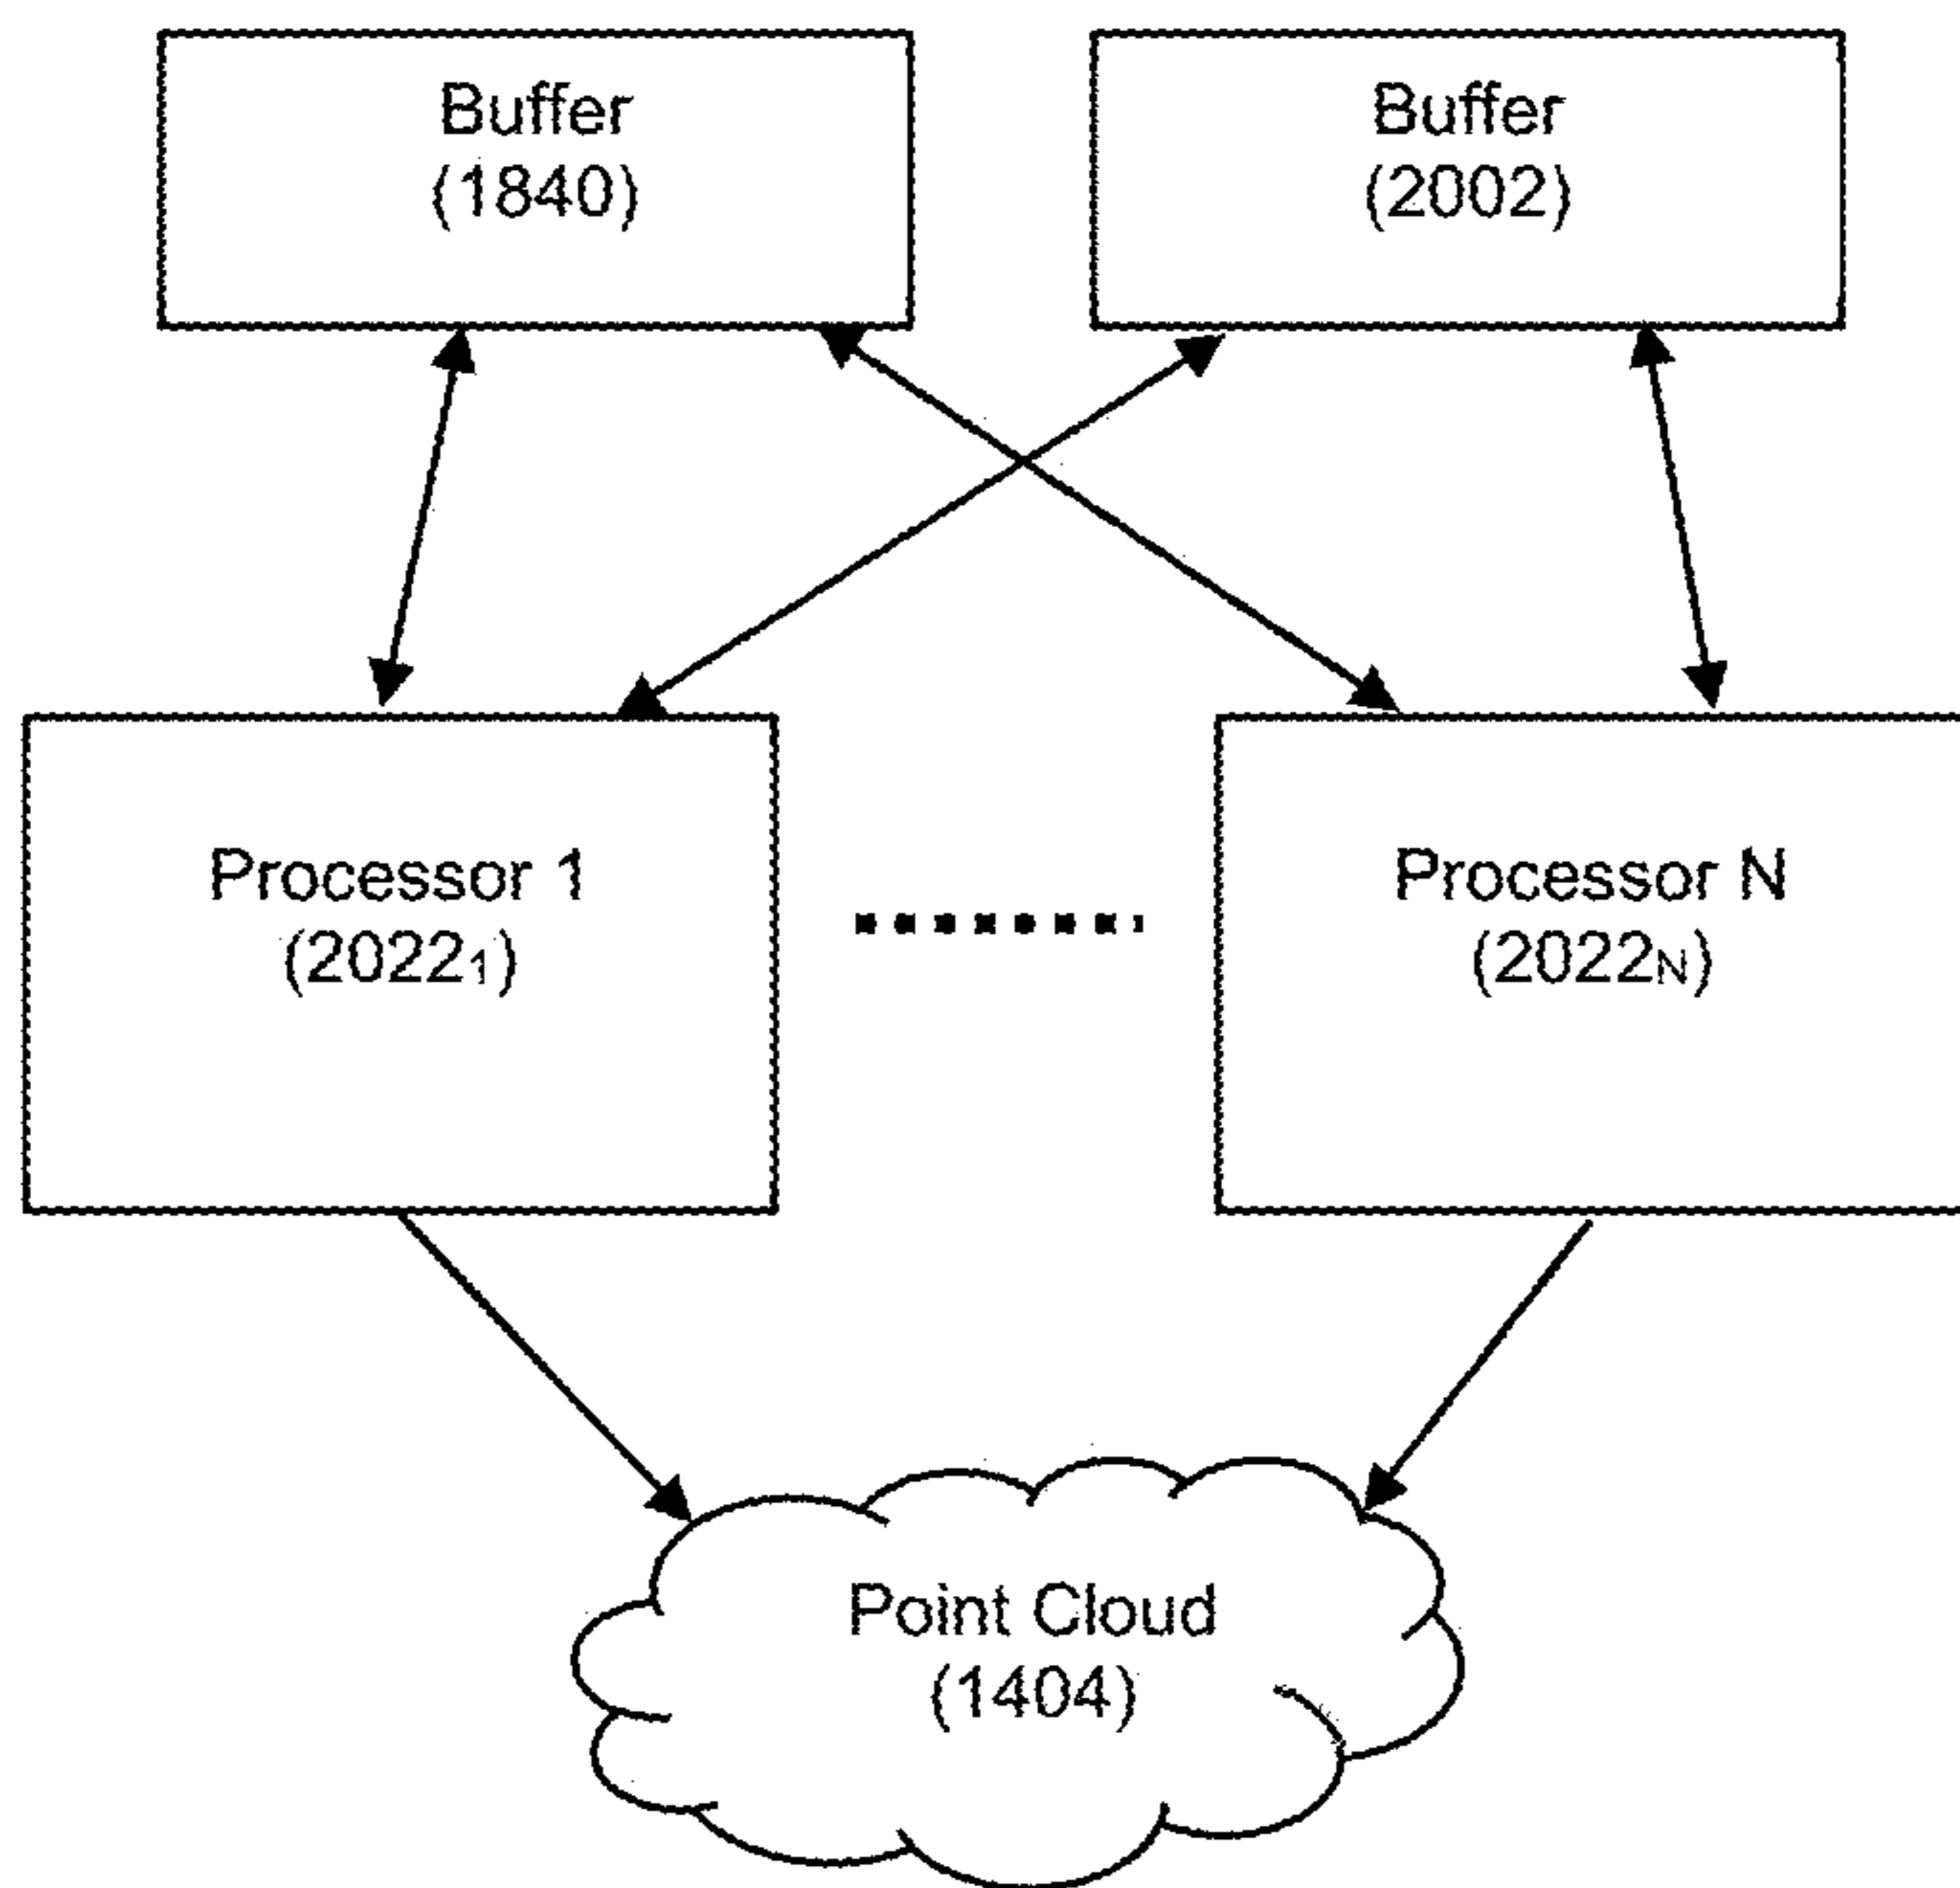 Buffer
(1840)
Buffer
(2002)
Processor 1
(2022₁)
Processor N
(2022ɴ)
Point Cloud
(1404)